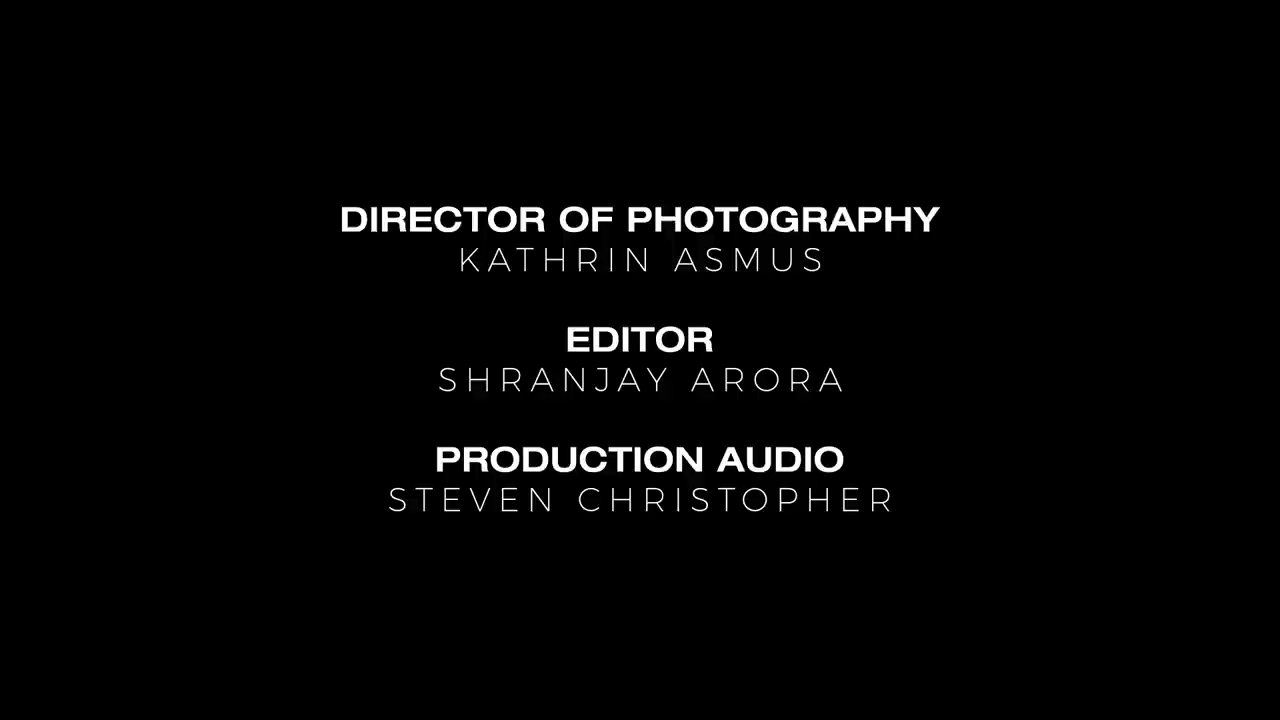 DIRECTOR OF PHOTOGRAPHY
KATHRIN ASMUS
EDITOR
SHRANJAY ARORA
PRODUCTION AUDIO
STEVEN CHRISTOPHER